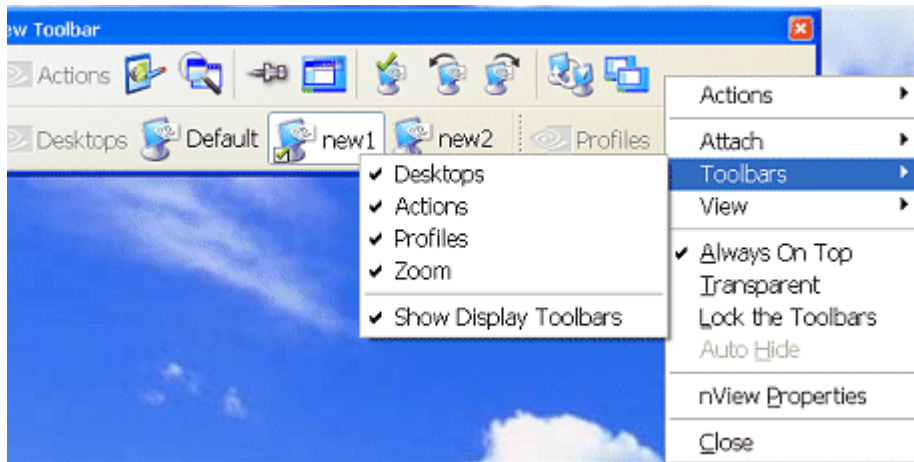 ew Toolbar
Actions
Desktops Default new1 new2 Profiles
Desktops
Actions
Profiles
Zoom
Show Display Toolbars
Actions
Attach
Toolbars
View
Always On Top
Transparent
Lock the Toolbars
Auto Hide
nView Properties
Close